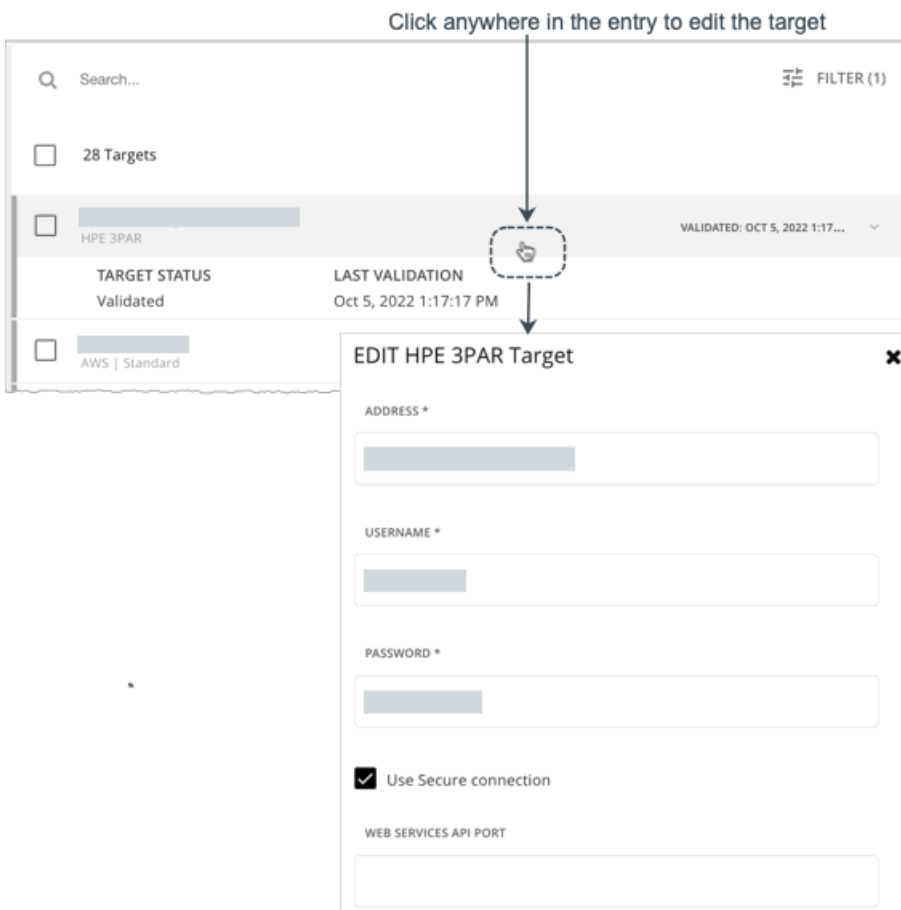 Click anywhere in the entry to edit the target
Search...
FILTER (1)
28 Targets
HPE 3PAR
VALIDATED: OCT 5, 2022 1:17...
TARGET STATUS
LAST VALIDATION
Validated
Oct 5, 2022 1:17:17 PM
AWS | Standard
EDIT HPE 3PAR Target
ADDRESS *
USERNAME *
PASSWORD *
Use Secure connection
WEB SERVICES API PORT